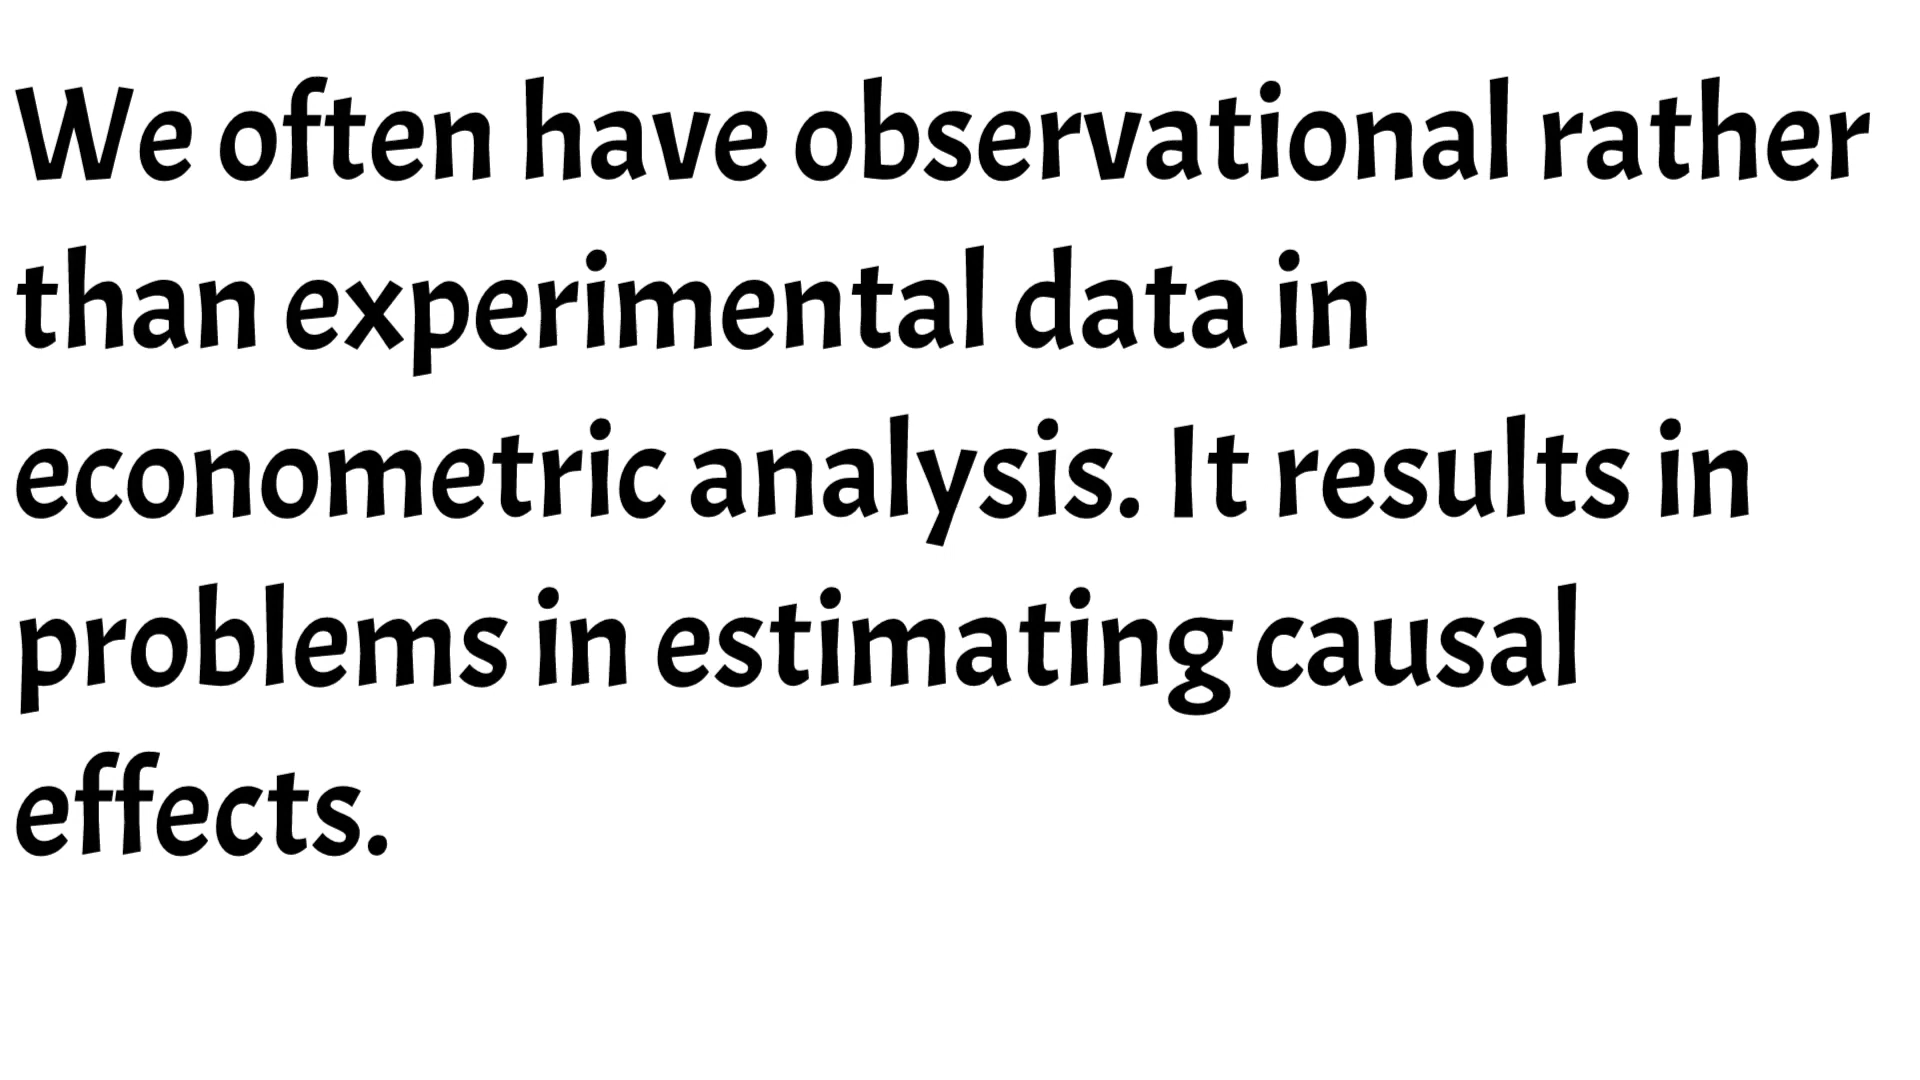 We often have observational rather
than experimental data in
econometric analysis. It results in
problems in estimating causal
effects.